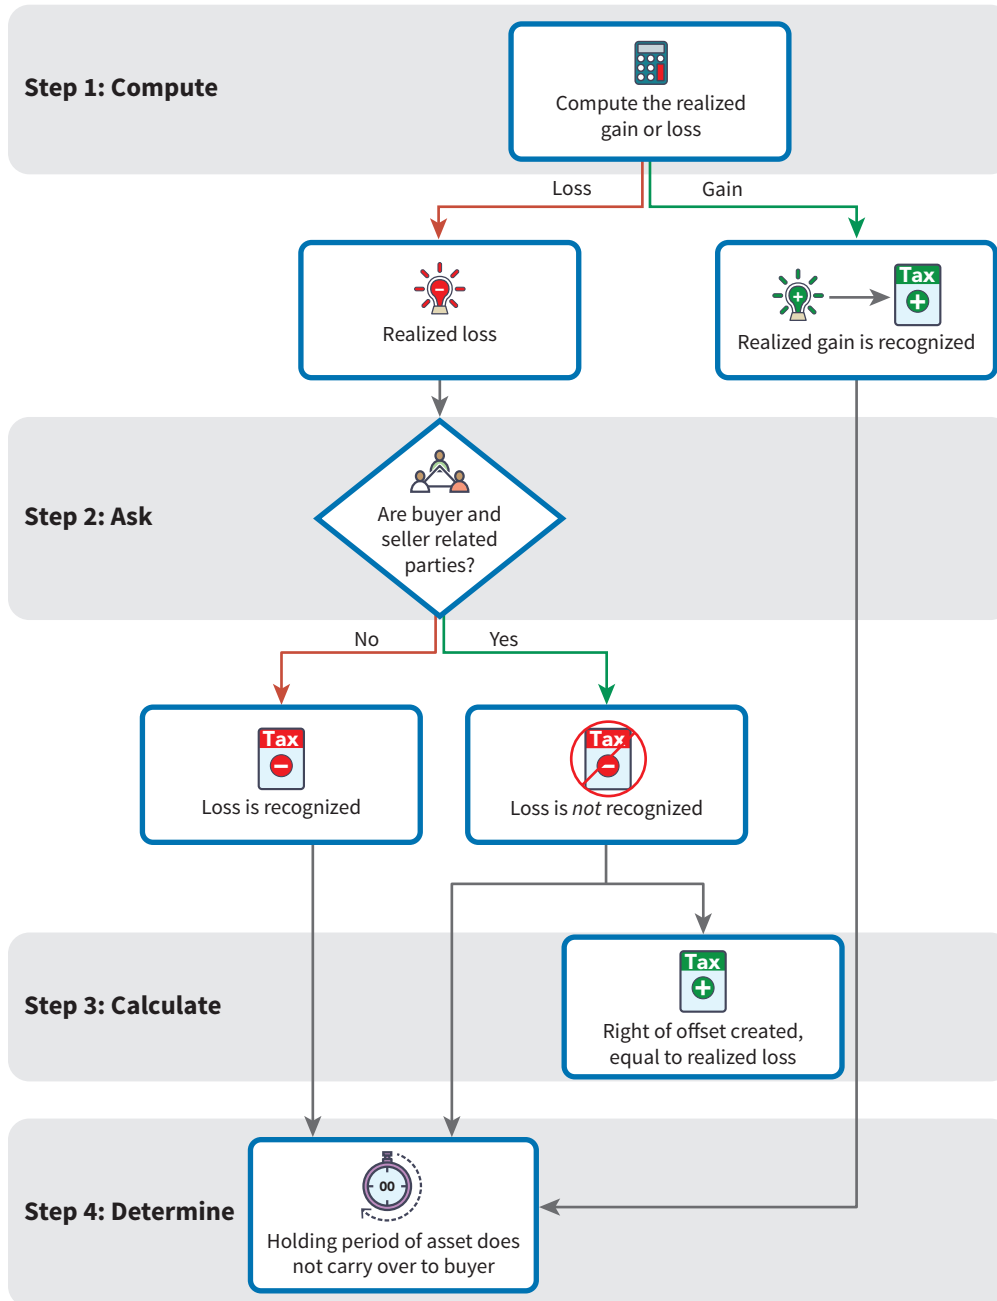 Step 1: Compute
Compute the realized
gain or loss
Loss
Gain
Realized loss
Tax
Realized gain is recognized
Step 2: Ask
Are buyer and
seller related
parties?
No
Yes
Tax
Loss is recognized
Tax
Loss is not recognized
Step 3: Calculate
Tax
Right of offset created,
equal to realized loss
Step 4: Determine
00
Holding period of asset does
not carry over to buyer